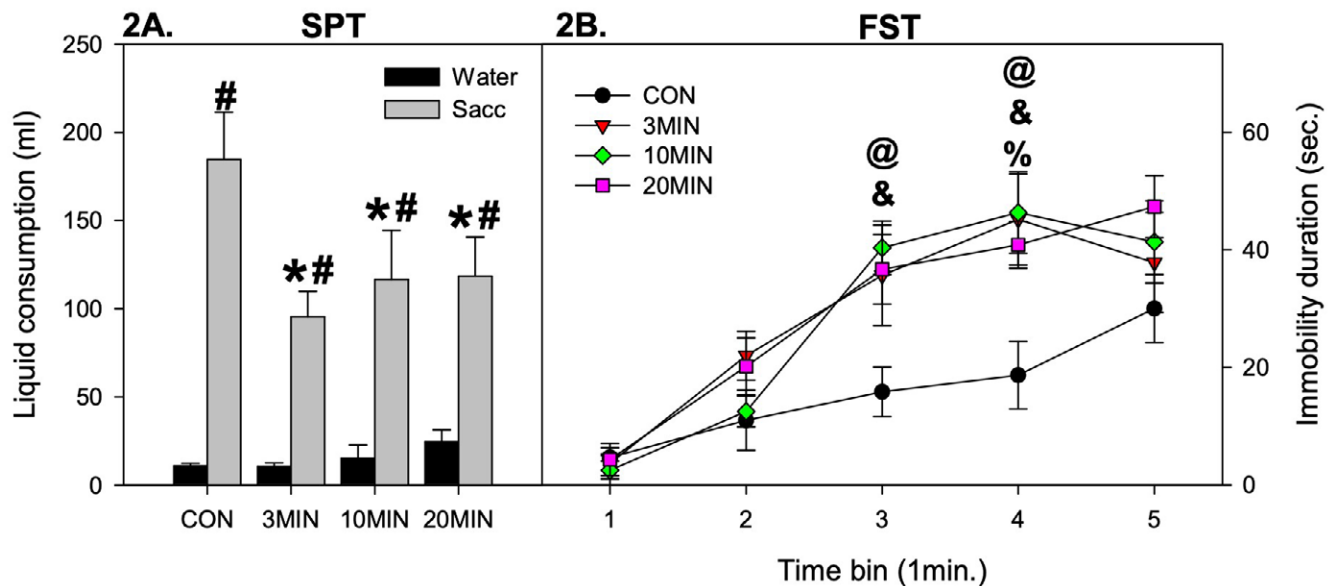 2A. SPT 2B. FST
250
200
150
100
50
0
Liquid consumption (ml)
Water
Sacc
#
*#
*#
*#
CON 3MIN 10MIN 20MIN
CON
3MIN
10MIN
20MIN
@
&
@
&
%
60
40
20
0
Immobility duration (sec.)
1 2 3 4 5
Time bin (1min.)